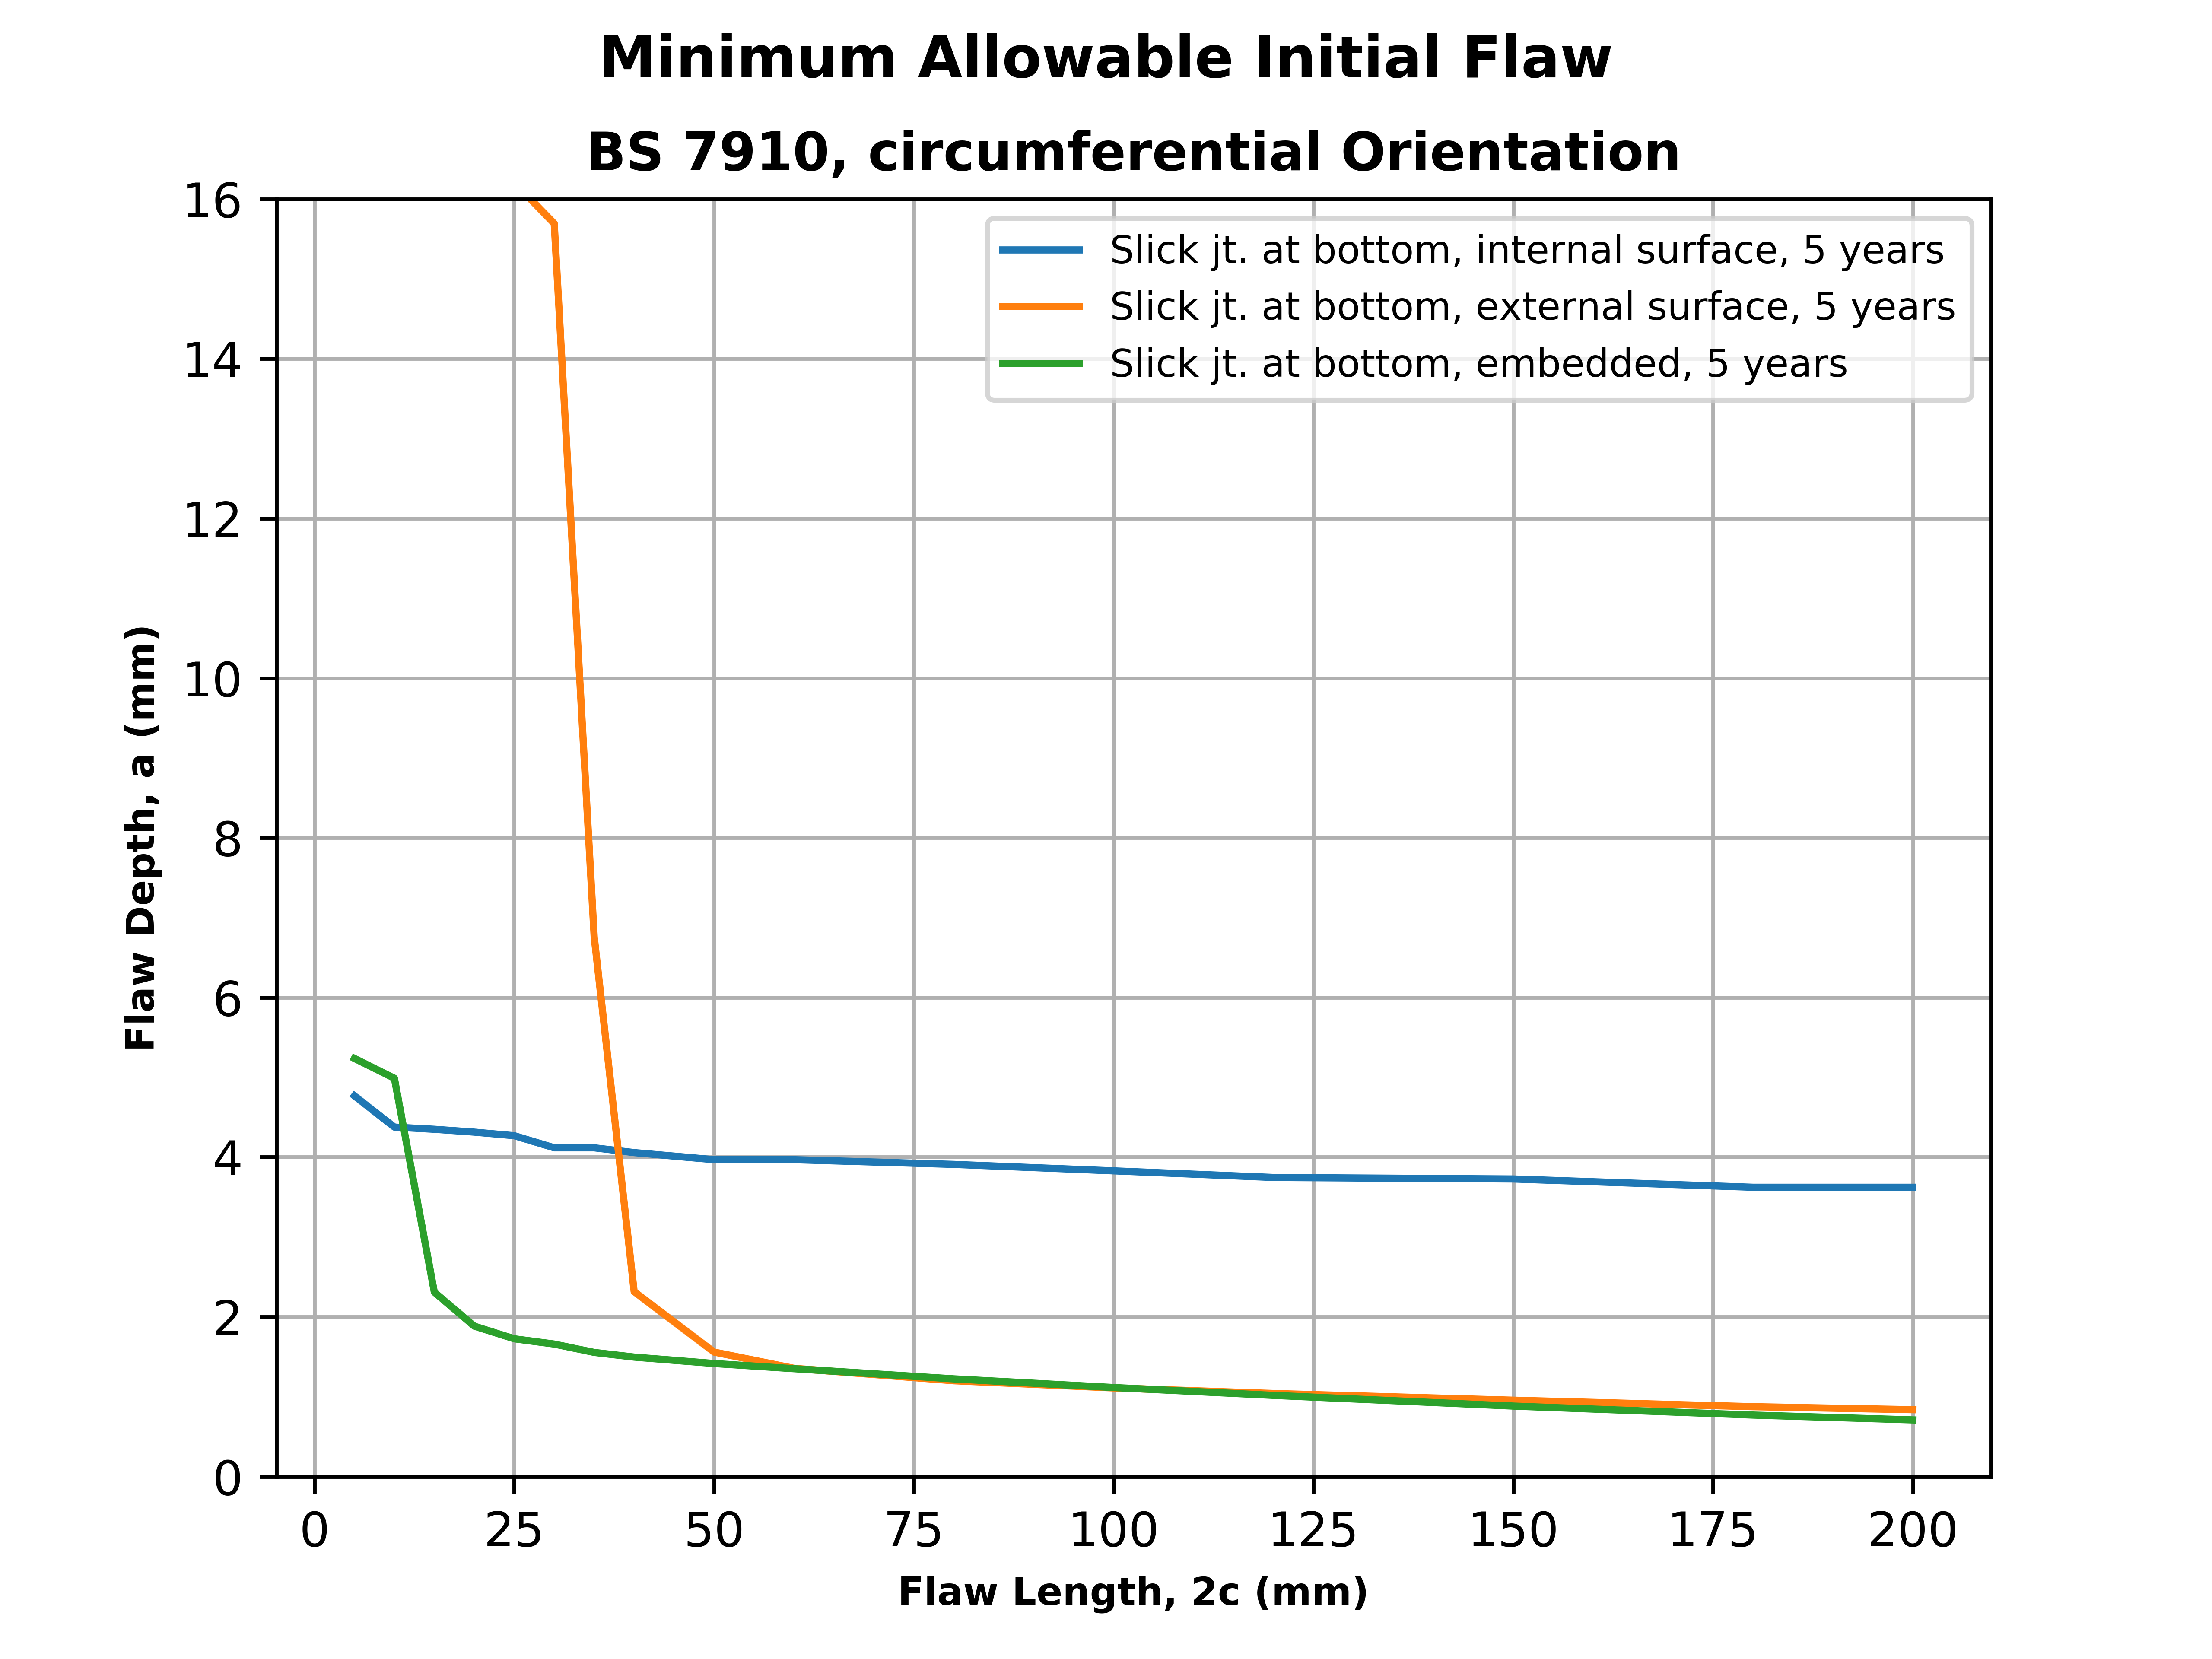 Minimum Allowable Initial Flaw
BS 7910, circumferential Orientation
Slick jt. at bottom, internal surface, 5 years
Slick jt. at bottom, external surface, 5 years
Slick jt. at bottom, embedded, 5 years
Flaw Depth, a (mm)
16
14
12
10
8
6
4
2
0
0 25 50 75 100 125 150 175 200
Flaw Length, 2c (mm)